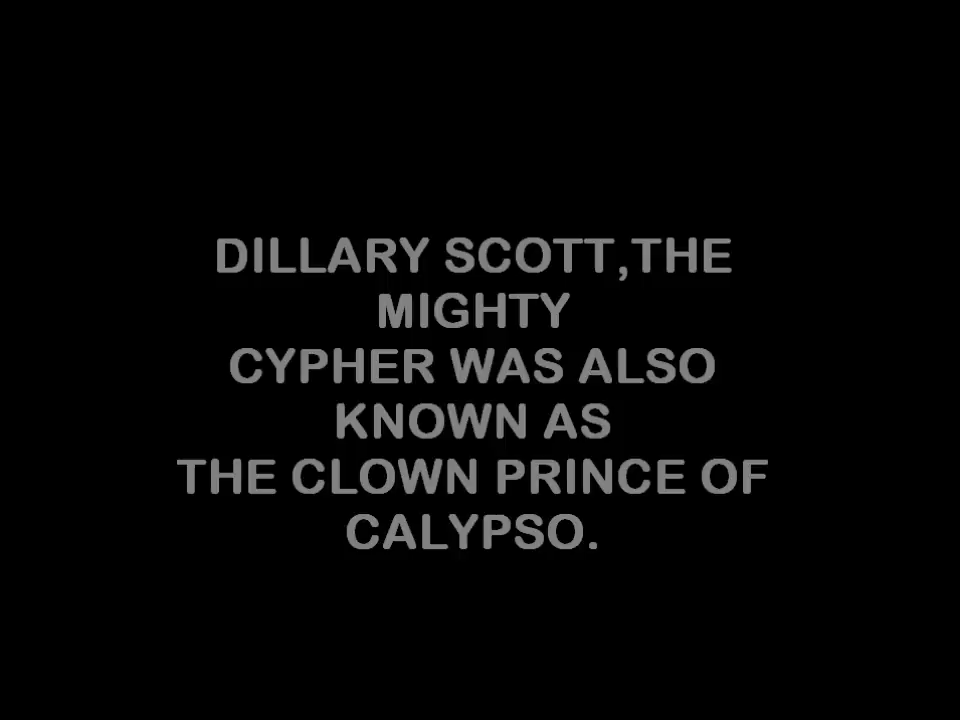 DILLARY SCOTT,THE
MIGHTY
CYPHER WAS ALSO
KNOWN AS
THE CLOWN PRINCE OF
CALYPSO.